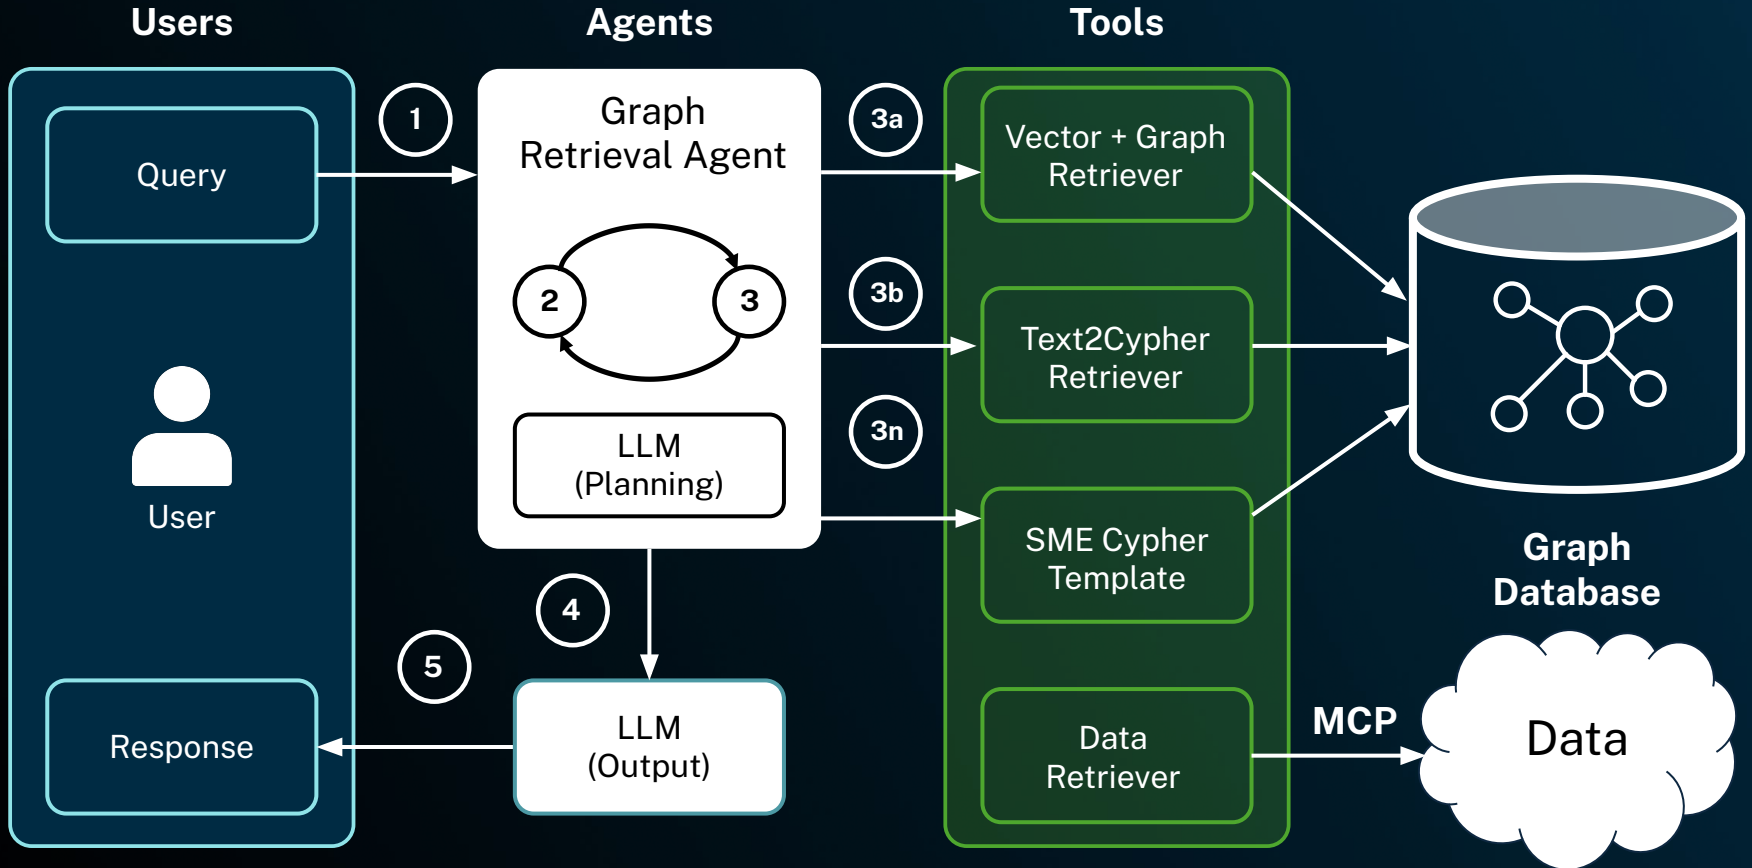 Users
Agents
Tools
Query
1
Graph
Retrieval Agent
2
3
LLM
(Planning)
3a
3b
3n
Vector + Graph
Retriever
Text2Cypher
Retriever
SME Cypher
Template
Data
Retriever
User
Response
4
5
LLM
(Output)
Graph
Database
MCP
Data